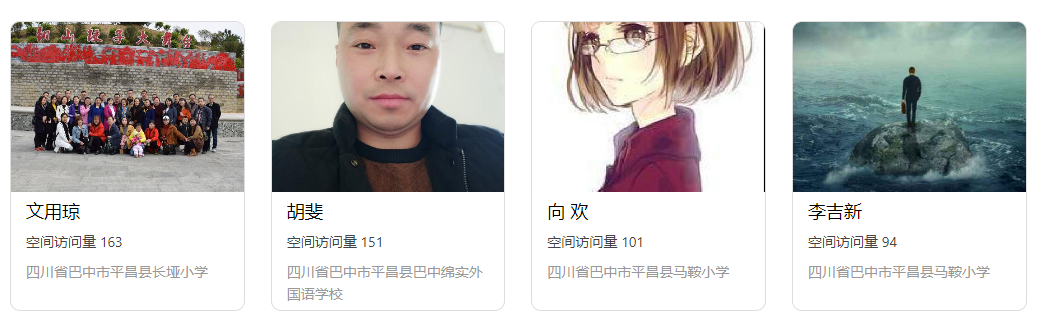 文用琼
空间访问量 163
四川省巴中市平昌县长垭小学
胡斐
空间访问量 151
四川省巴中市平昌县巴中绵实外
国语学校
向 欢
空间访问量 101
四川省巴中市平昌县马鞍小学
李吉新
空间访问量 94
四川省巴中市平昌县马鞍小学